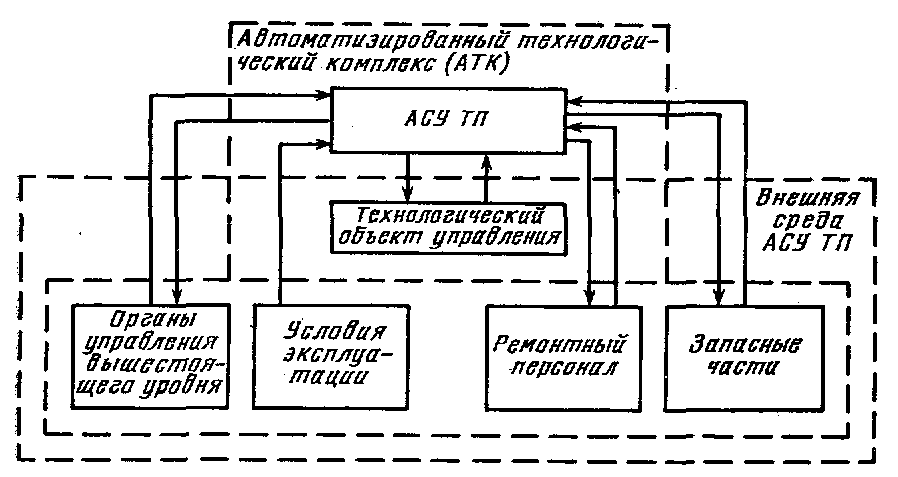 Автоматизированный технологи-
ческий комплекс (АТК)
АСУ ТП
Технологический
объект управления
Внешняя
среда
АСУ ТП
Органы
управления
вышестоя-
щего уровня
Условия
эксплуа-
тации
Ремонтный
персонал
Запасные
части